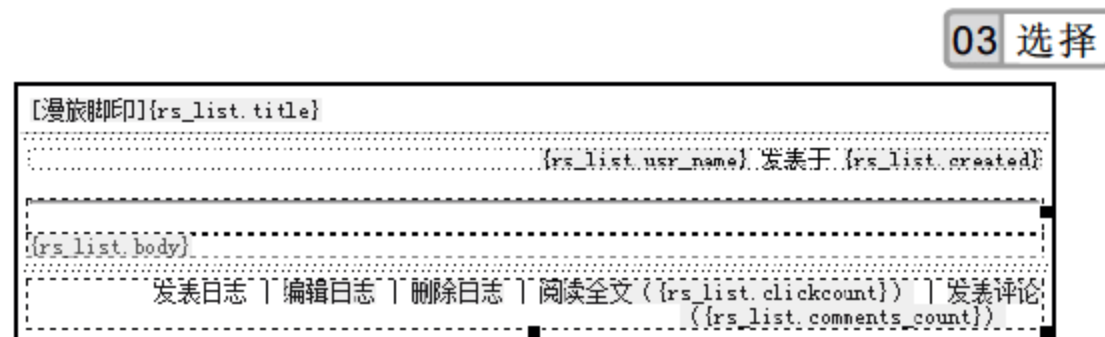 03 选择
[漫旅脚印]{rs_list.title}
{rs_list.usr_name} 发表于 {rs_list.created}
{rs_list.body}
发表日志 | 编辑日志 | 删除日志 | 阅读全文({rs_list.clickcount}) | 发表评论
({rs_list.comments_count})